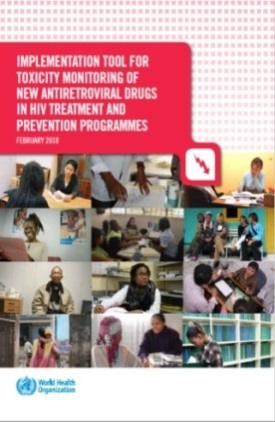 IMPLEMENTATION TOOL FOR
TOXICITY MONITORING OF
NEW ANTIRETROVIRAL DRUGS
IN HIV TREATMENT AND
PREVENTION PROGRAMMES
FEBRUARY 2018
World Health
Organization